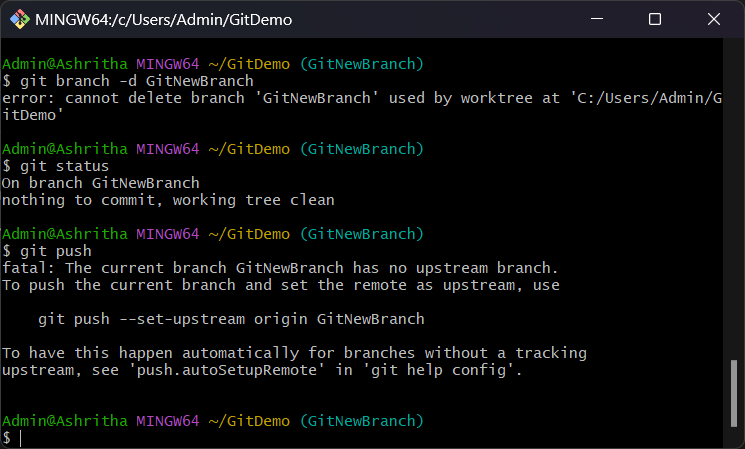 MINGW64:/c/Users/Admin/GitDemo
Admin@Ashritha MINGW64 ~/GitDemo (GitNewBranch)
$ git branch -d GitNewBranch
error: cannot delete branch 'GitNewBranch' used by worktree at 'C:/Users/Admin/G
itDemo'
Admin@Ashritha MINGW64 ~/GitDemo (GitNewBranch)
$ git status
On branch GitNewBranch
nothing to commit, working tree clean
Admin@Ashritha MINGW64 ~/GitDemo (GitNewBranch)
$ git push
fatal: The current branch GitNewBranch has no upstream branch.
To push the current branch and set the remote as upstream, use
git push --set-upstream origin GitNewBranch
To have this happen automatically for branches without a tracking
upstream, see 'push.autoSetupRemote' in 'git help config'.
Admin@Ashritha MINGW64 ~/GitDemo (GitNewBranch)
$